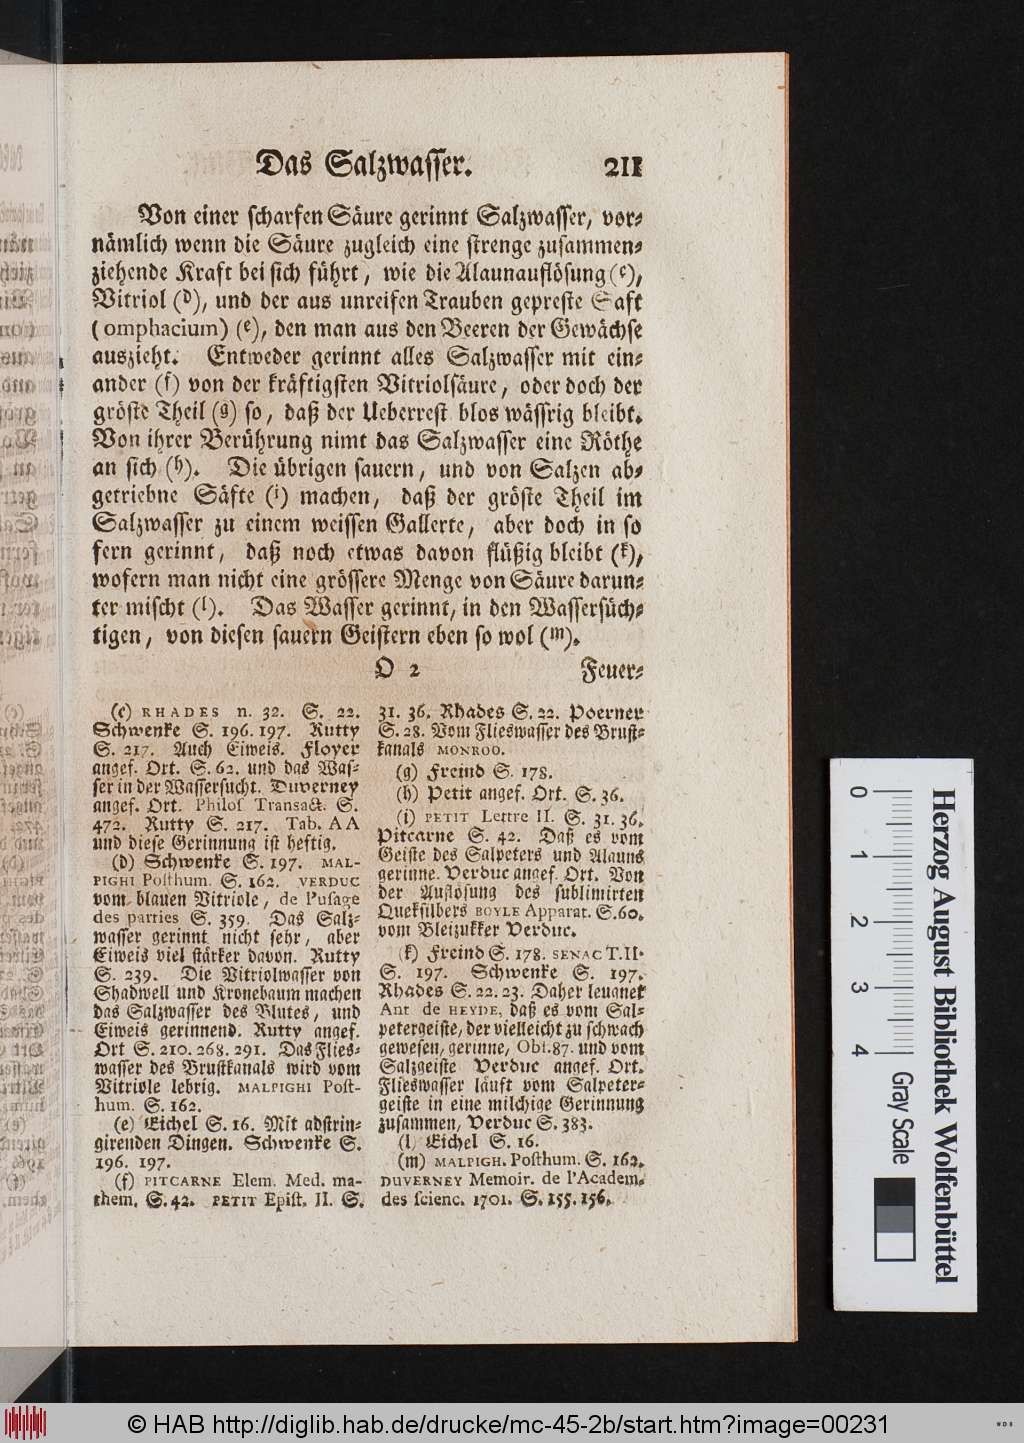 Das Salzwasser. 211
Von einer scharfen Säure gerinnt Salzwasser, vor-
nämlich wenn die Säure zugleich eine strenge zusammen-
ziehende Kraft bei sich führt, wie die Alaunauflösung (c),
Vitriol (d), und der aus unreifen Trauben gepreßte Saft
(omphacium) (e), den man aus den Beeren der Gewächse
auszieht. Entweder gerinnt alles Salzwasser mit ein-
ander (f) von der kräftigsten Vitriolsäure, oder doch der
gröste Theil (g) so, daß der Ueberrest blos wässrig bleibt.
Von ihrer Berührung nimt das Salzwasser eine Röthe
an sich (h). Die übrigen sauern, und von Salzen ab-
getriebne Säfte (i) machen, daß der gröste Theil im
Salzwasser zu einem weissen Gallerte, aber doch in so
fern gerinnt, daß noch etwas davon flüßig bleibt (k),
wofern man nicht eine grössere Menge von Säure darun-
ter mischt (l). Das Wasser gerinnt, in den Wassersüch-
tigen, von diesen sauern Geistern eben so wol (m).
O 2 Feuer-
(c) RHADES n. 32. S. 22.
Schwenke S. 196. 197. Rutty
S. 217. Auch Eiweis. Floyer
angef. Ort. S. 62. und das Was-
ser in der Wassersucht. Duverney
angef. Ort. Philos Transact. S.
472. Rutty S. 217. Tab. AA
und diese Gerinnung ist heftig.
(d) Schwenke S. 197. MAL-
PIGHI Posthum. S. 162. VERDUC
vom blauen Vitriole, de l'usage
des parties S. 359. Das Salz-
wasser gerinnt nicht sehr, aber
Eiweis viel stärker davon. Rutty
S. 239. Die Vitriolwasser von
Shadwell und Kronebaum machen
das Salzwasser des Blutes, und
Eiweis gerinnend. Rutty angef.
Ort S. 210. 268. 291. Das Flies-
wasser des Brustkanals wird vom
Vitriole lebrig. MALPIGHI Post-
hum. S. 162.
(e) Eichel S. 16. Mit adstrin-
girenden Dingen. Schwenke S.
196. 197.
(f) PITCARNE Elem. Med. ma-
them. S. 42. PETIT Epist. II. S.
31. 36. Rhades S. 22. Poerner
S. 28. Vom Flieswasser des Brust-
kanals MONROO.
(g) Freind S. 178.
(h) Petit angef. Ort. S. 36.
(i) PETIT Lettre II. S. 31. 36.
Pitcarne S. 42. Daß es vom
Geiste des Salpeters und Alauns
gerinne. Verduc angef. Ort. Von
der Auflösung des sublimirten
Queksilbers BOYLE Apparat. S. 60.
vom Bleizukker Verduc.
(k) Freind S. 178. SENAC T. II.
S. 197. Schwenke S. 197.
Rhades S. 22. 23. Daher leugnet
Ant de HEYDE, daß es vom Sal-
petergeiste, der vielleicht zu schwach
gewesen, gerinne, Obs. 87. und vom
Salzgeiste Verduc angef. Ort.
Flieswasser läuft vom Salpeter-
geiste in eine milchige Gerinnung
zusammen, Verduc S. 383.
(l) Eichel S. 16.
(m) MALPIGH. Posthum. S. 162.
DUVERNEY Memoir. de l'Academ.
des scienc. 1701. S. 155. 156.
0 1 2 3 4 Gray Scale
Herzog August Bibliothek Wolfenbüttel
© HAB http://diglib.hab.de/drucke/mc-45-2b/start.htm?image=00231